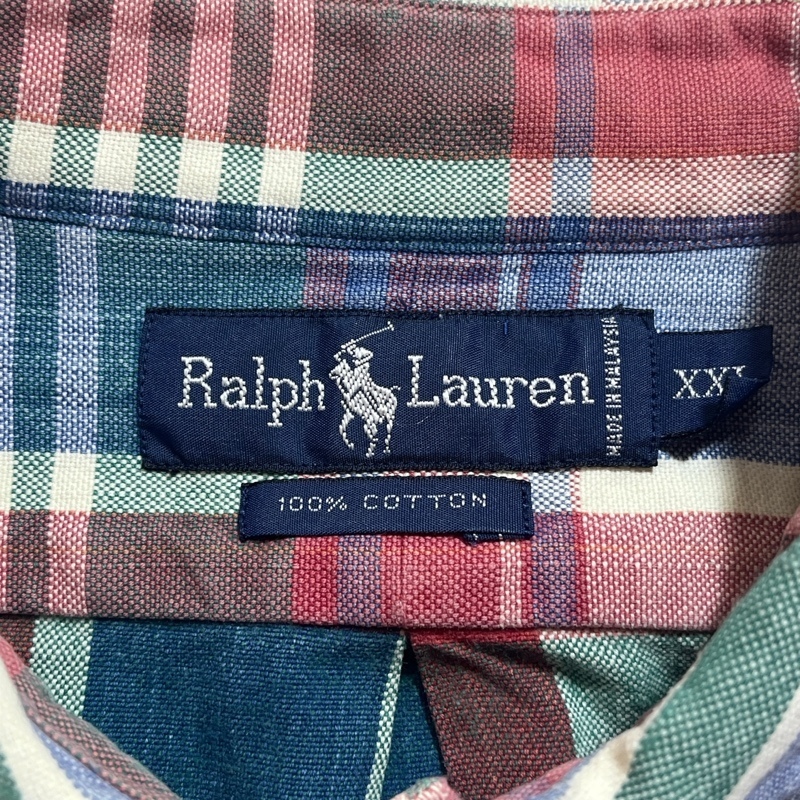 Ralph Lauren
MADE IN MALAYSIA
XXL
100% COTTON